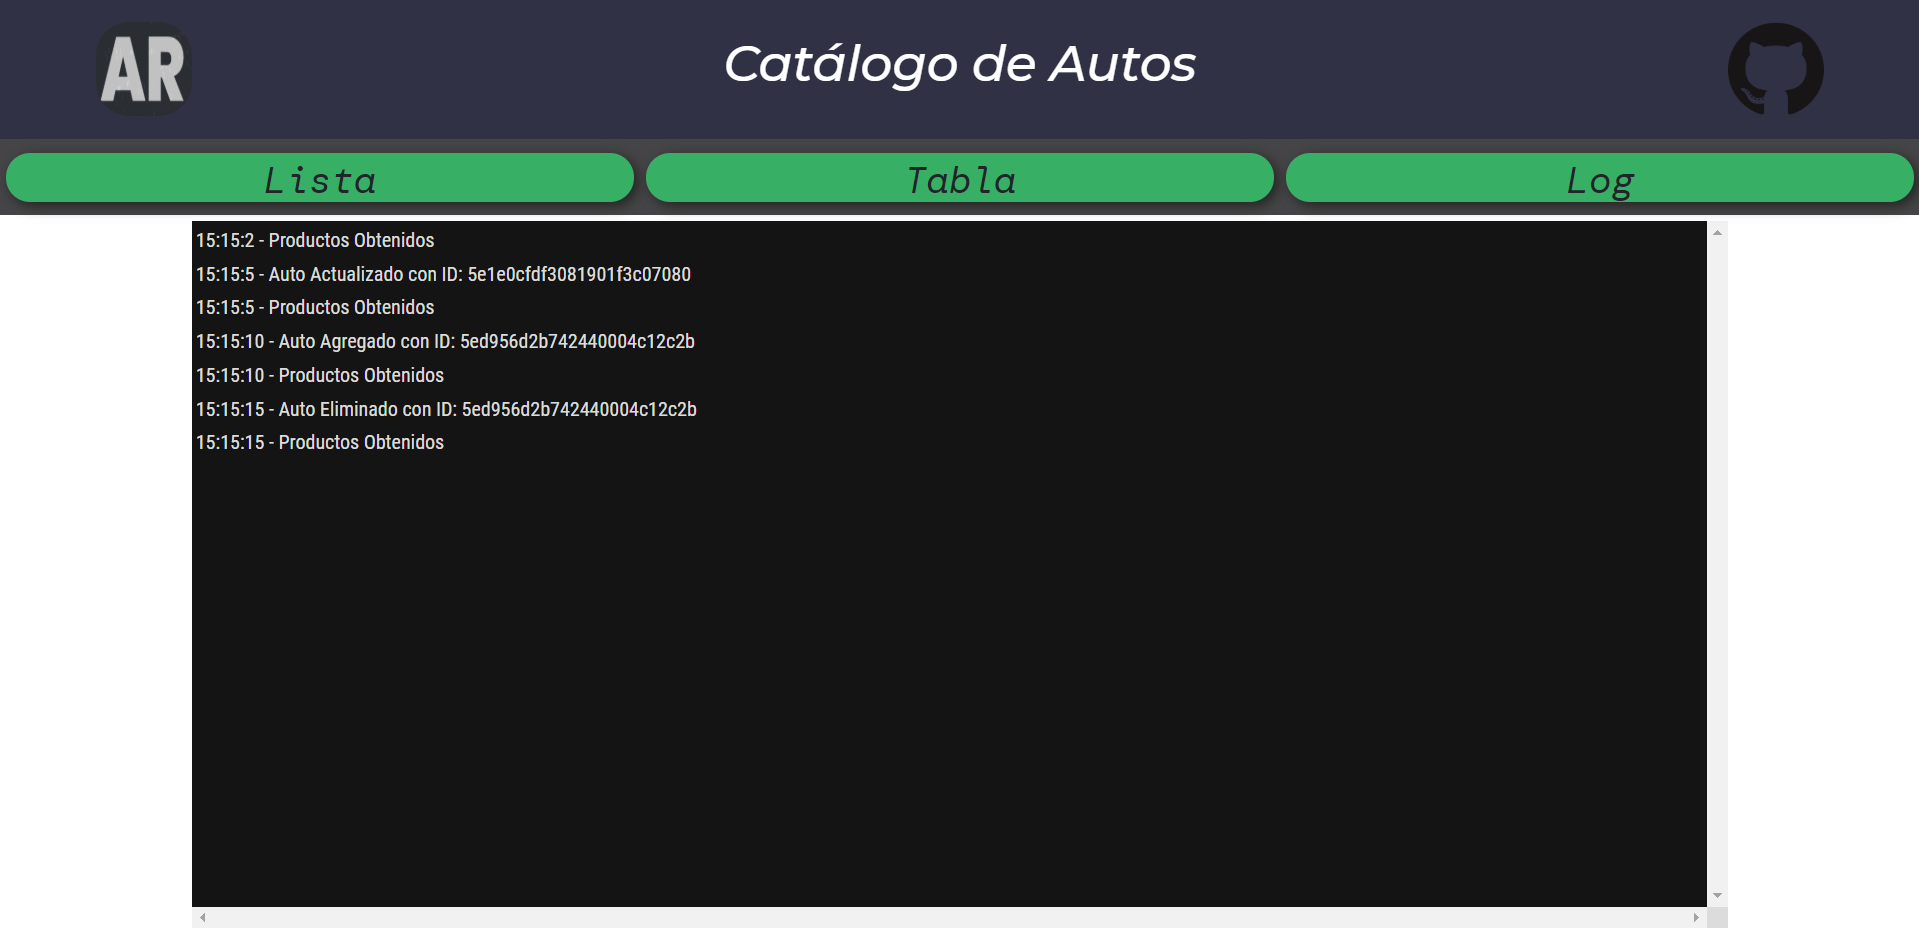 AR
Catálogo de Autos
Lista
Tabla
Log
15:15:2 - Productos Obtenidos
15:15:5 - Auto Actualizado con ID: 5e1e0cfdf3081901f3c07080
15:15:5 - Productos Obtenidos
15:15:10 - Auto Agregado con ID: 5ed956d2b742440004c12c2b
15:15:10 - Productos Obtenidos
15:15:15 - Auto Eliminado con ID: 5ed956d2b742440004c12c2b
15:15:15 - Productos Obtenidos